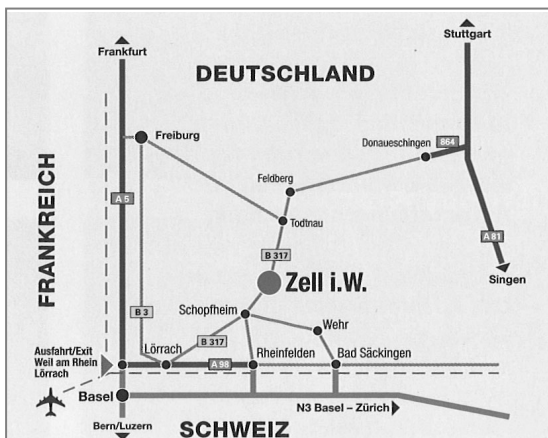 Frankfurt
Stuttgart
DEUTSCHLAND
Freiburg
864
Donaueschingen
Feldberg
FRANKREICH
A 5
Todtnau
A 81
B 317
Zell i.W.
Singen
B 3
Schopfheim
Wehr
B 317
Lörrach
Ausfahrt/Exit
Weil am Rhein
Lörrach
A 98
Rheinfelden
Bad Säckingen
Basel
N3 Basel – Zürich
Bern/Luzern
SCHWEIZ